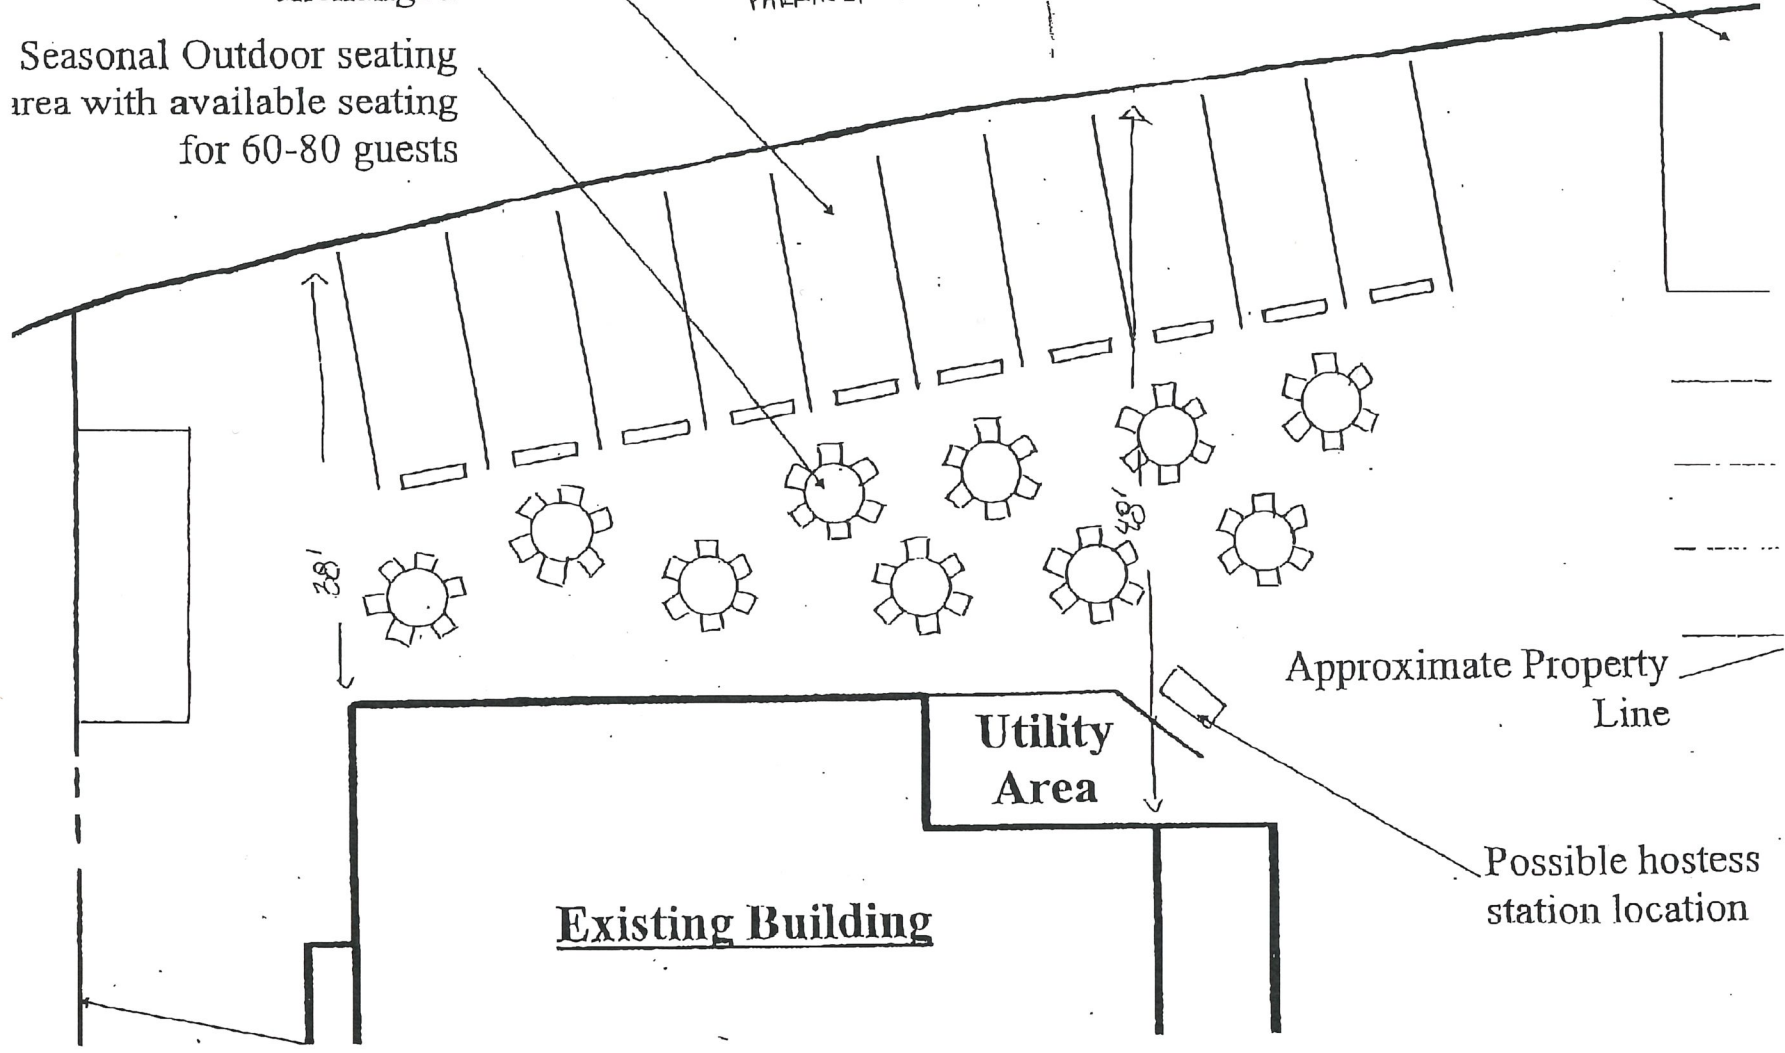 Seasonal Outdoor seating
area with available seating
for 60-80 guests
38'
48'
Approximate Property
Line
Utility
Area
Possible hostess
station location
Existing Building